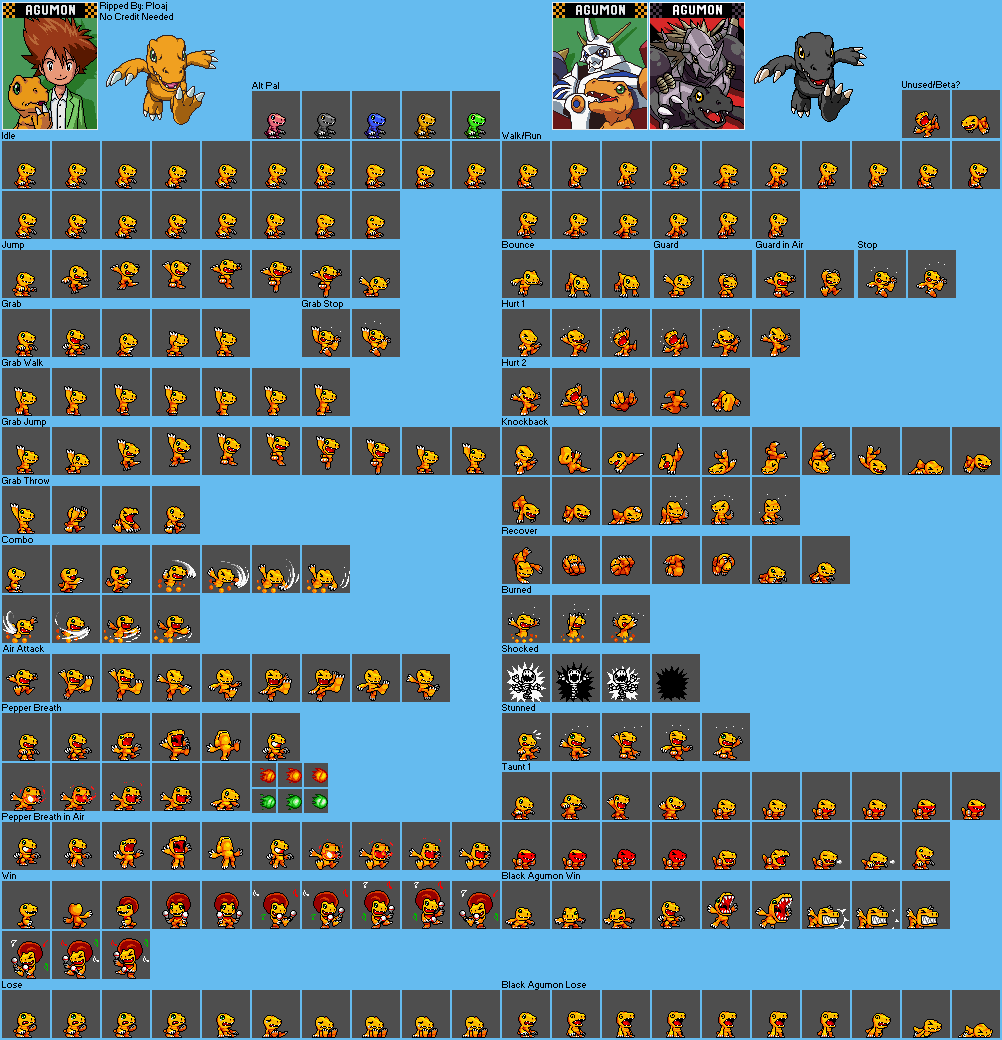 AGUMON
Ripped By: Ploaj
No Credit Needed
AGUMON
AGUMON
Alt Pal
Unused/Beta?
Idle
Walk/Run
Jump
Bounce
Guard
Guard in Air
Stop
Grab
Grab Stop
Hurt 1
Grab Walk
Hurt 2
Grab Jump
Knockback
Grab Throw
Recover
Combo
Burned
Air Attack
Shocked
Pepper Breath
Stunned
Taunt 1
Pepper Breath in Air
Win
Black Agumon Win
Lose
Black Agumon Lose